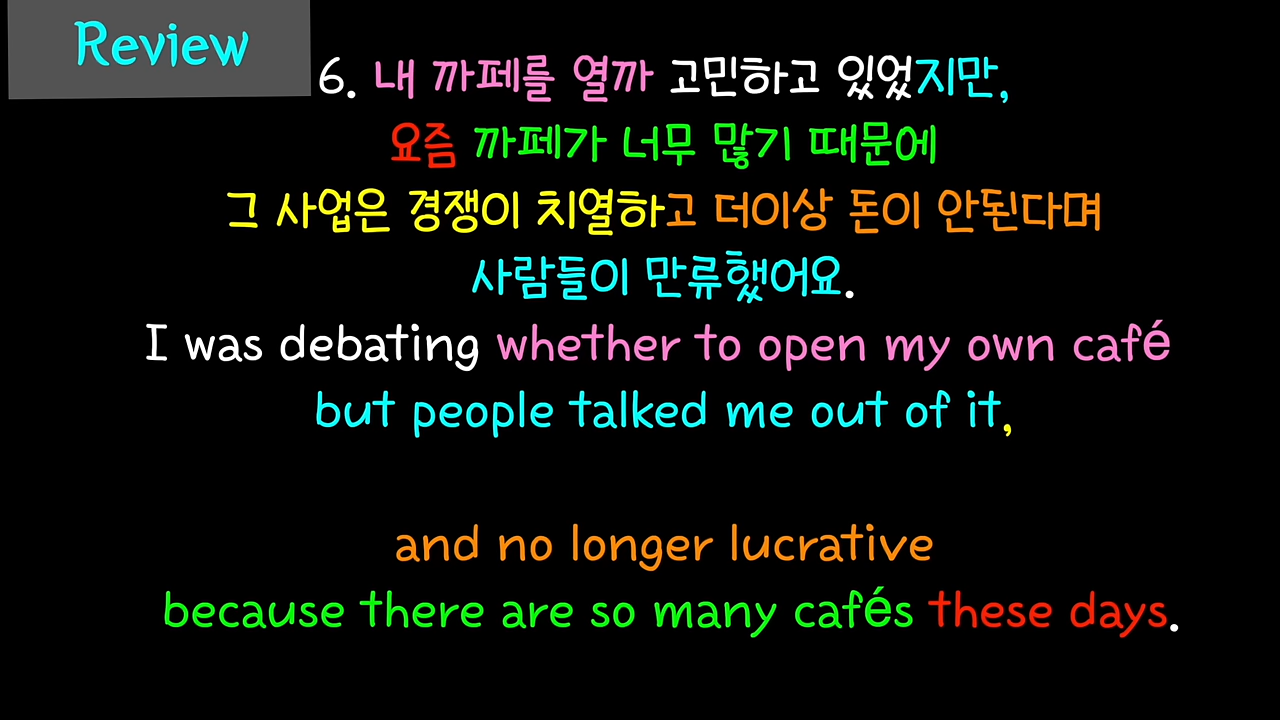 Review
6. 내 까페를 열까 고민하고 있었지만,
요즘 까페가 너무 많기 때문에
그 사업은 경쟁이 치열하고 더이상 돈이 안된다며
사람들이 만류했어요.
I was debating whether to open my own café
but people talked me out of it,
and no longer lucrative
because there are so many cafés these days.